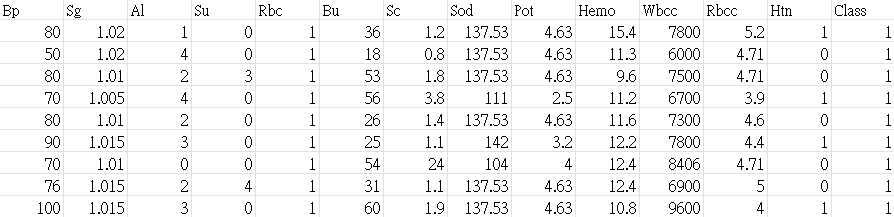 Bp Sg Al Su Rbc Bu Sc Sod Pot Hemo Wbcc Rbcc Htn Class
80 1.02 1 0 1 36 1.2 137.53 4.63 15.4 7800 5.2 1 1
50 1.02 4 0 1 18 0.8 137.53 4.63 11.3 6000 4.71 0 1
80 1.01 2 3 1 53 1.8 137.53 4.63 9.6 7500 4.71 0 1
70 1.005 4 0 1 56 3.8 111 2.5 11.2 6700 3.9 1 1
80 1.01 2 0 1 26 1.4 137.53 4.63 11.6 7300 4.6 0 1
90 1.015 3 0 1 25 1.1 142 3.2 12.2 7800 4.4 1 1
70 1.01 0 0 1 54 24 104 4 12.4 8406 4.71 0 1
76 1.015 2 4 1 31 1.1 137.53 4.63 12.4 6900 5 0 1
100 1.015 3 0 1 60 1.9 137.53 4.63 10.8 9600 4 1 1